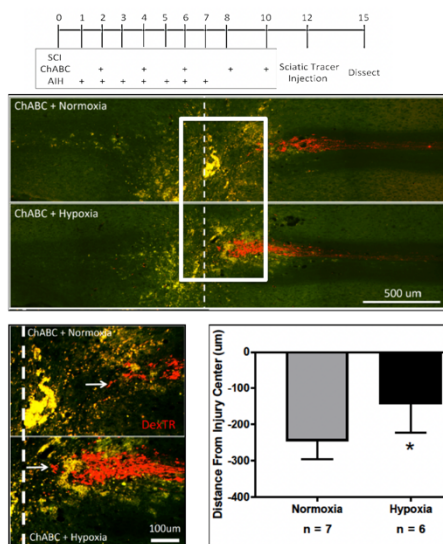 0 1 2 3 4 5 6 7 8 10 12 15
SCI
ChABC + + + + +
AIH + + + + + + +
Sciatic Tracer
Injection
Dissect
ChABC + Normoxia
ChABC + Hypoxia
500 um
ChABC + Normoxia
DexTR
ChABC + Hypoxia
100um
Distance From Injury Center (um)
0
-100
-200
-300
-400
*
Normoxia Hypoxia
n = 7 n = 6